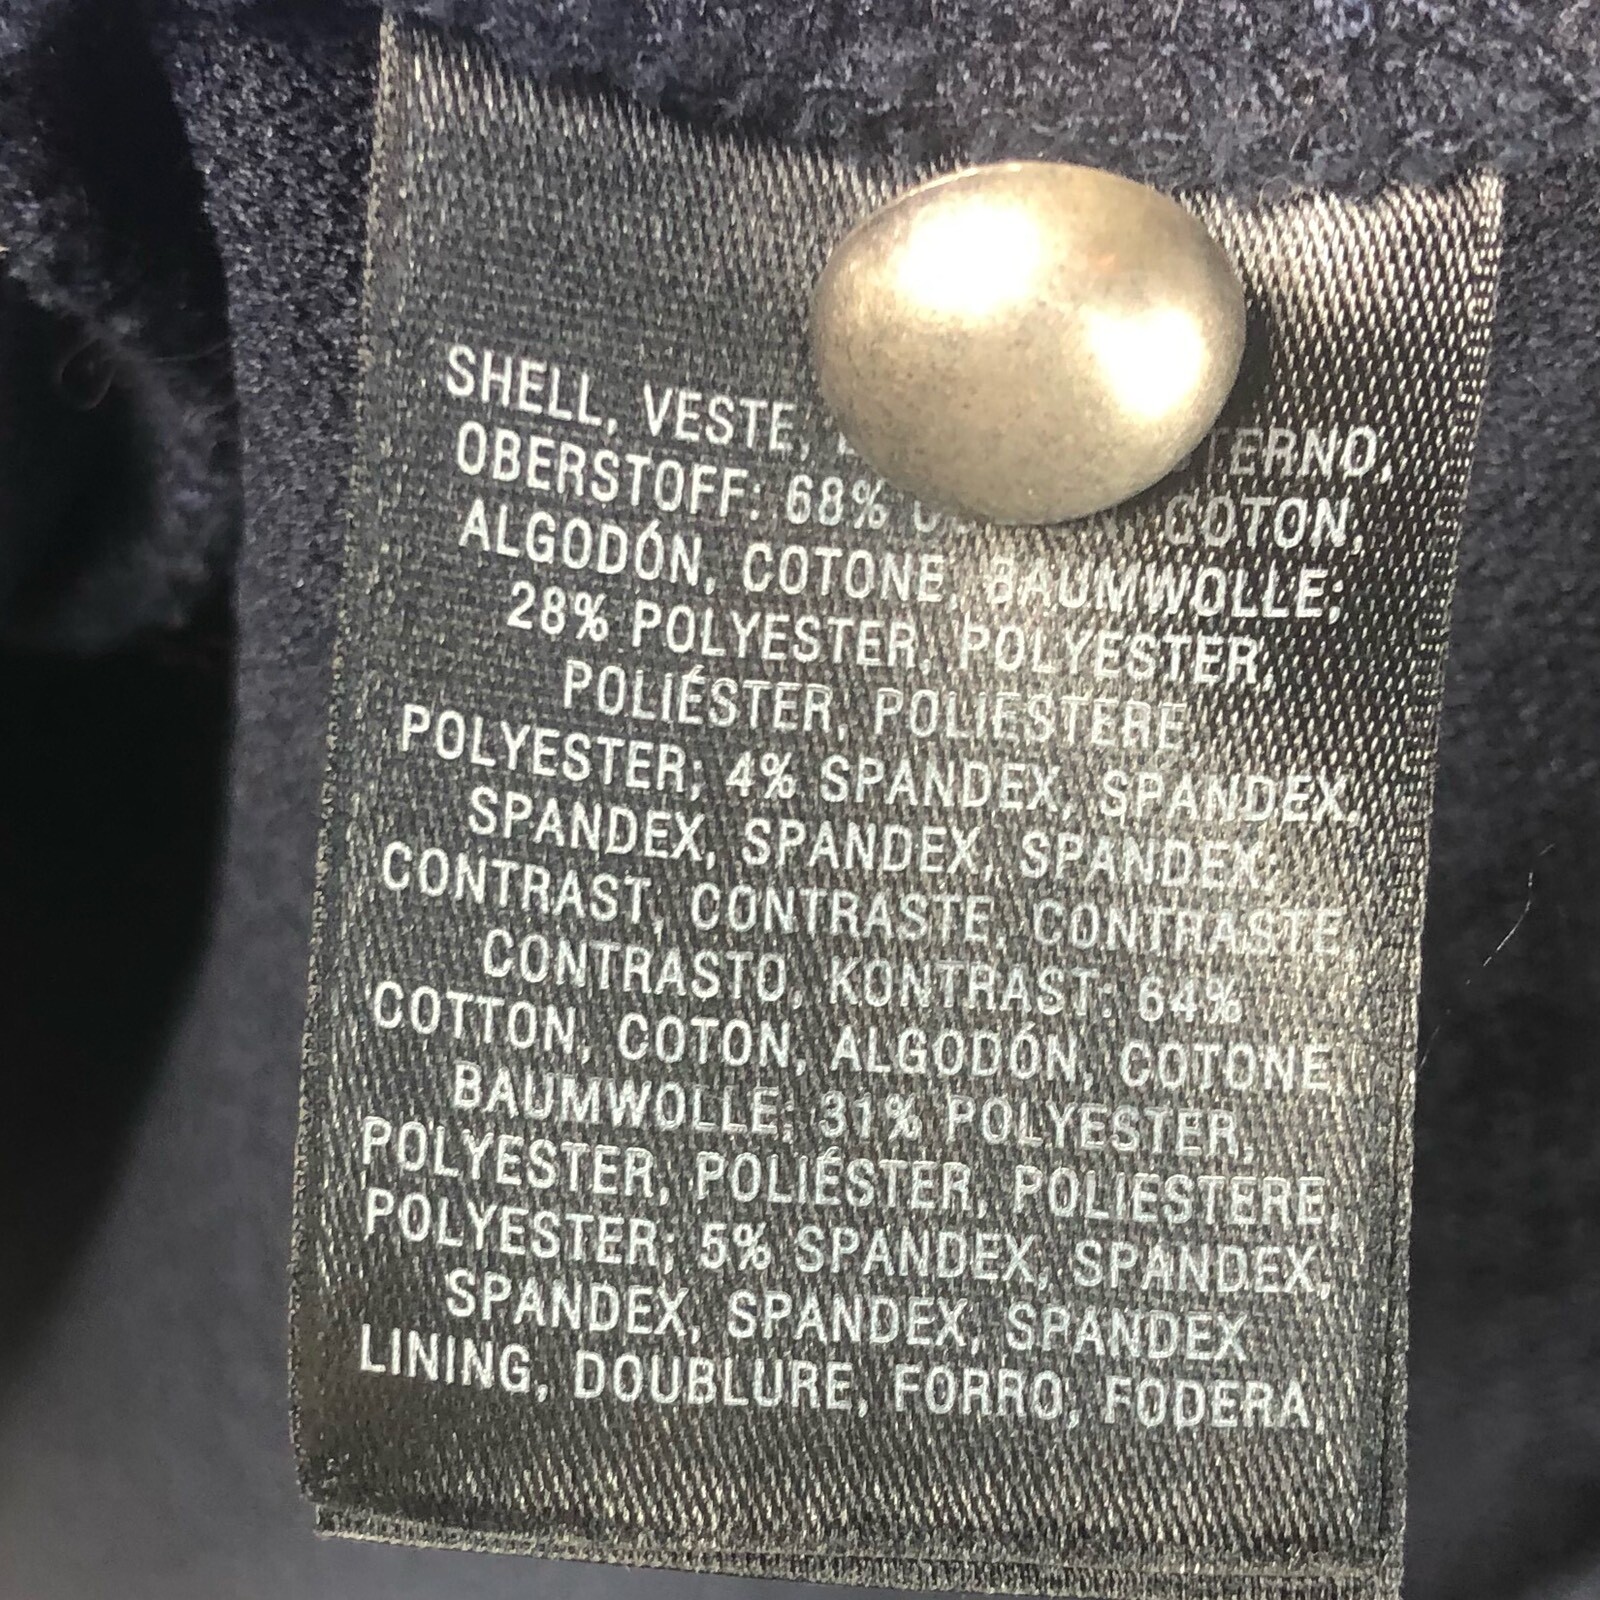 SHELL, VESTE,
OBERSTOFF: 68% COTON,
ALGODÓN, COTONE, BAUMWOLLE;
28% POLYESTER, POLYESTER,
POLIÉSTER, POLIESTERE,
POLYESTER; 4% SPANDEX, SPANDEX,
SPANDEX, SPANDEX, SPANDEX;
CONTRAST, CONTRASTE, CONTRASTE,
CONTRASTO, KONTRAST: 64%
COTTON, COTON, ALGODÓN, COTONE,
BAUMWOLLE; 31% POLYESTER,
POLYESTER, POLIÉSTER, POLIESTERE,
POLYESTER; 5% SPANDEX, SPANDEX,
SPANDEX, SPANDEX, SPANDEX
LINING, DOUBLURE, FORRO, FODERA,